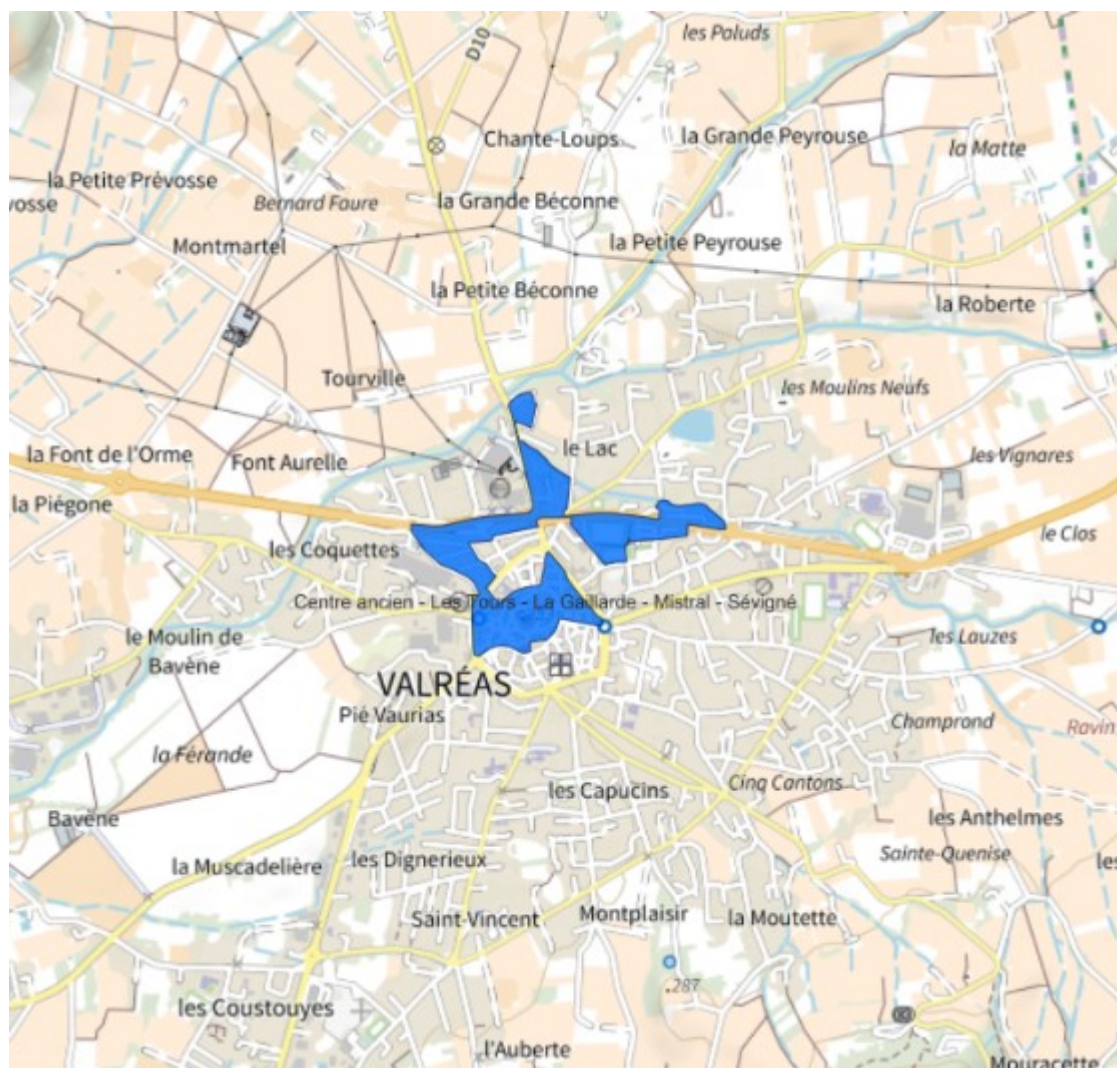 les Paluds
D10
Chante-Loups
la Grande Peyrouse
la Matte
la Petite Prévosse
vosse
Bernard Faure
la Grande Béconne
Montmartel
la Petite Peyrouse
la Petite Béconne
la Roberte
Tourville
les Moulins Neufs
le Lac
la Font de l'Orme
Font Aurelle
les Vignares
la Piégone
les Coquettes
le Clos
Centre ancien - Les Tours - La Gaillarde - Mistral - Sévigné
le Moulin de
Bavène
les Lauzes
VALRÉAS
Pié Vaurias
Champrond
Ravin
la Férande
Cinq Cantons
les Capucins
Bavène
les Anthelmes
la Muscadelière
les Dignerieux
Sainte-Quenise
les
Saint-Vincent
Montplaisir
la Moutette
287
les Coustouyes
l'Auberte
Mouracette